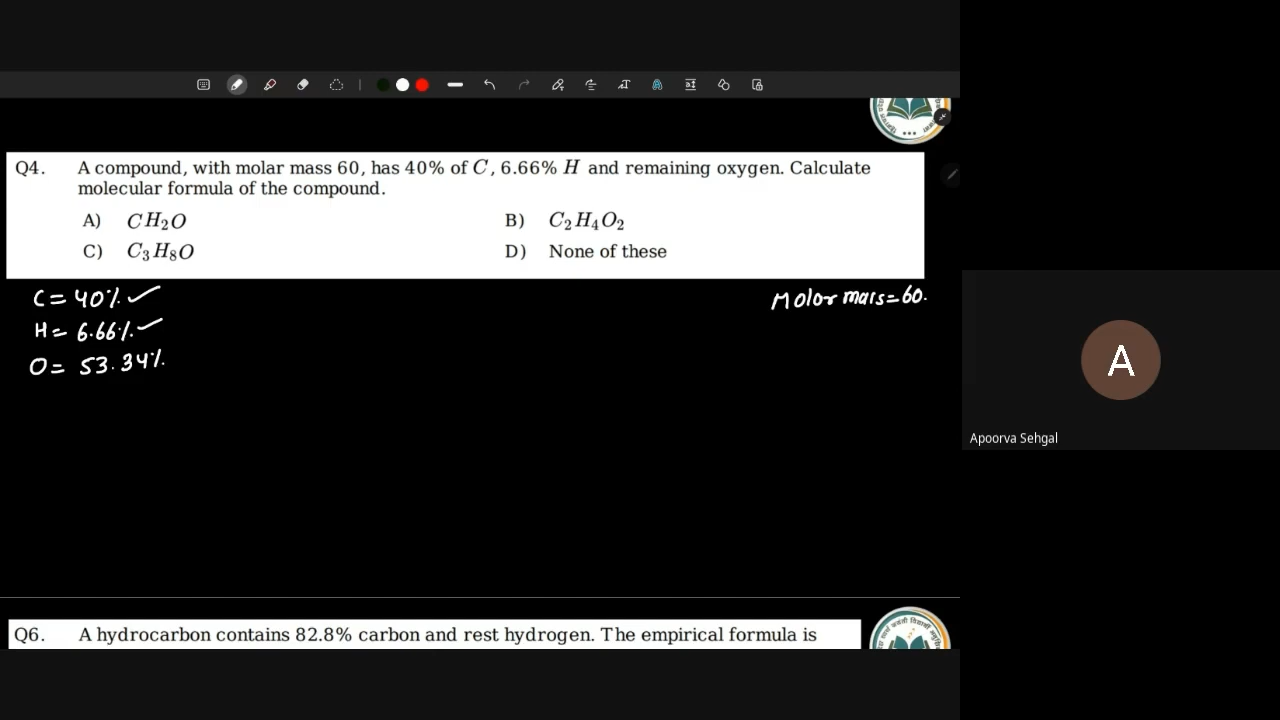 Q4. A compound, with molar mass 60, has 40% of C, 6.66% H and remaining oxygen. Calculate
molecular formula of the compound.
A) CH₂O B) C₂H₄O₂
C) C₃H₈O D) None of these
C = 40% ✓
Molar mass = 60.
H = 6.66% ✓
O = 53.34%
A
Apoorva Sehgal
Q6. A hydrocarbon contains 82.8% carbon and rest hydrogen. The empirical formula is